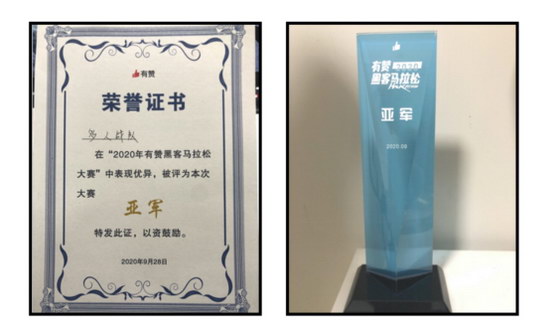 有赞
荣誉证书
多人战队
在“2020年有赞黑客马拉松
大赛”中表现优异，被评为本次
大赛
亚军
特发此证，以资鼓励。
2020年9月28日
有赞 2020
黑客马拉松
亚军
2020.09